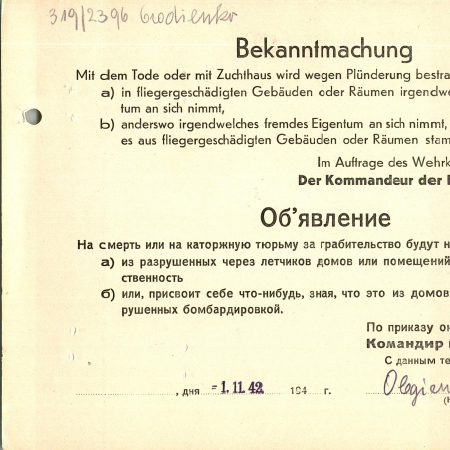 319/2396
Bekanntmachung
Mit dem Tode oder mit Zuchthaus wird wegen Plünderung bestra
a) in fliegergeschädigten Gebäuden oder Räumen irgendwe
tum an sich nimmt,
b) anderswo irgendwelches fremdes Eigentum an sich nimmt,
es aus fliegergeschädigten Gebäuden oder Räumen stam
Im Auftrage des Wehrk
Der Kommandeur der
Об'явление
На смерть или на каторжную тюрьму за грабительство будут н
а) из разрушенных через летчиков домов или помещений
ственность
б) или, присвоит себе что-нибудь, зная, что это из домов
рушенных бомбардировкой.
По приказу ок
Командир
С данным те
, дня -1.11.42 194 г.